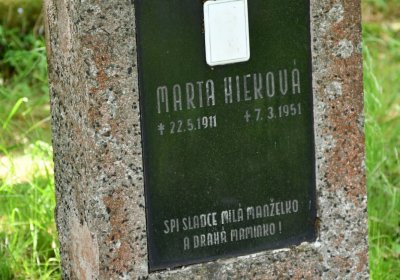 MARTA HIEKOVÁ
* 22.5.1911 + 7.3.1951
SPI SLADCE MILÁ MANŽELKO
A DRAHÁ MAMINKO!